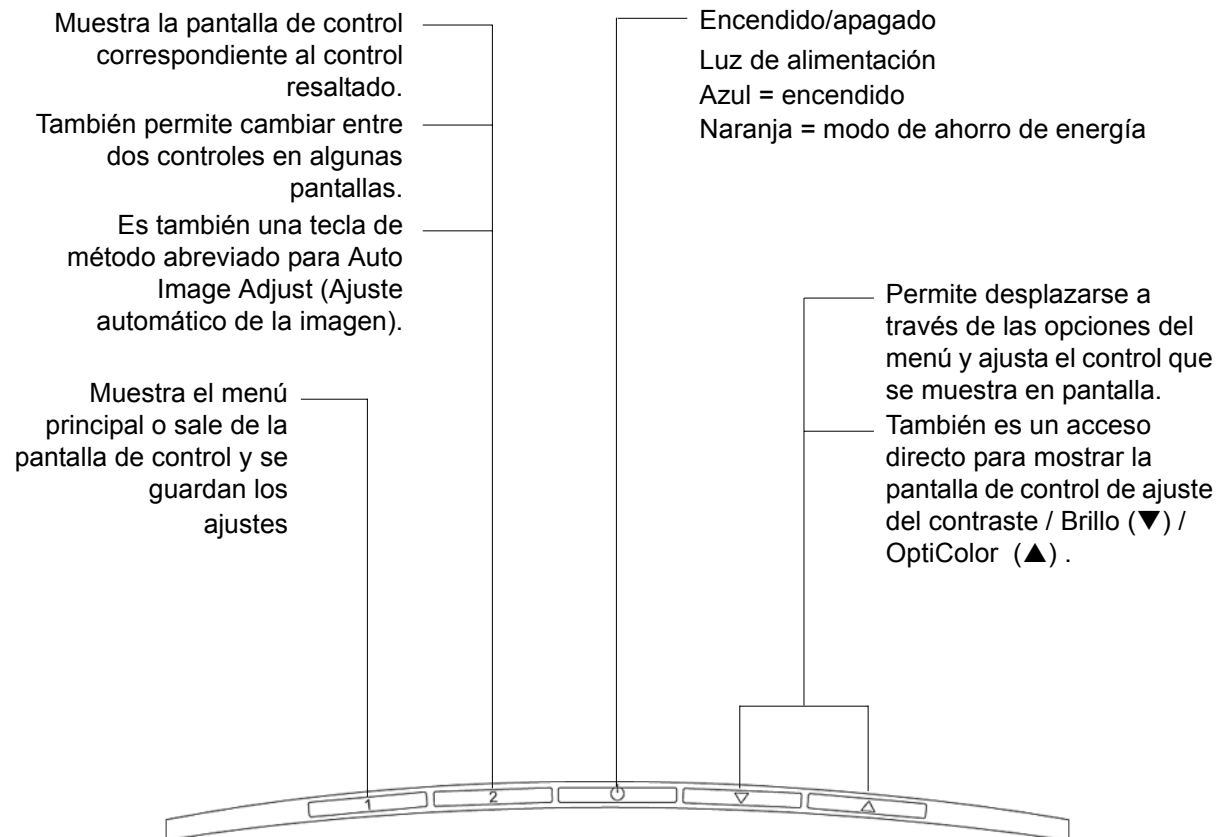 Muestra la pantalla de control
correspondiente al control
resaltado.
También permite cambiar entre
dos controles en algunas
pantallas.
Es también una tecla de
método abreviado para Auto
Image Adjust (Ajuste
automático de la imagen).
Muestra el menú
principal o sale de la
pantalla de control y se
guardan los
ajustes
Encendido/apagado
Luz de alimentación
Azul = encendido
Naranja = modo de ahorro de energía
Permite desplazarse a
través de las opciones del
menú y ajusta el control que
se muestra en pantalla.
También es un acceso
directo para mostrar la
pantalla de control de ajuste
del contraste / Brillo (▼) /
OptiColor (▲) .
1 2 ▽ △